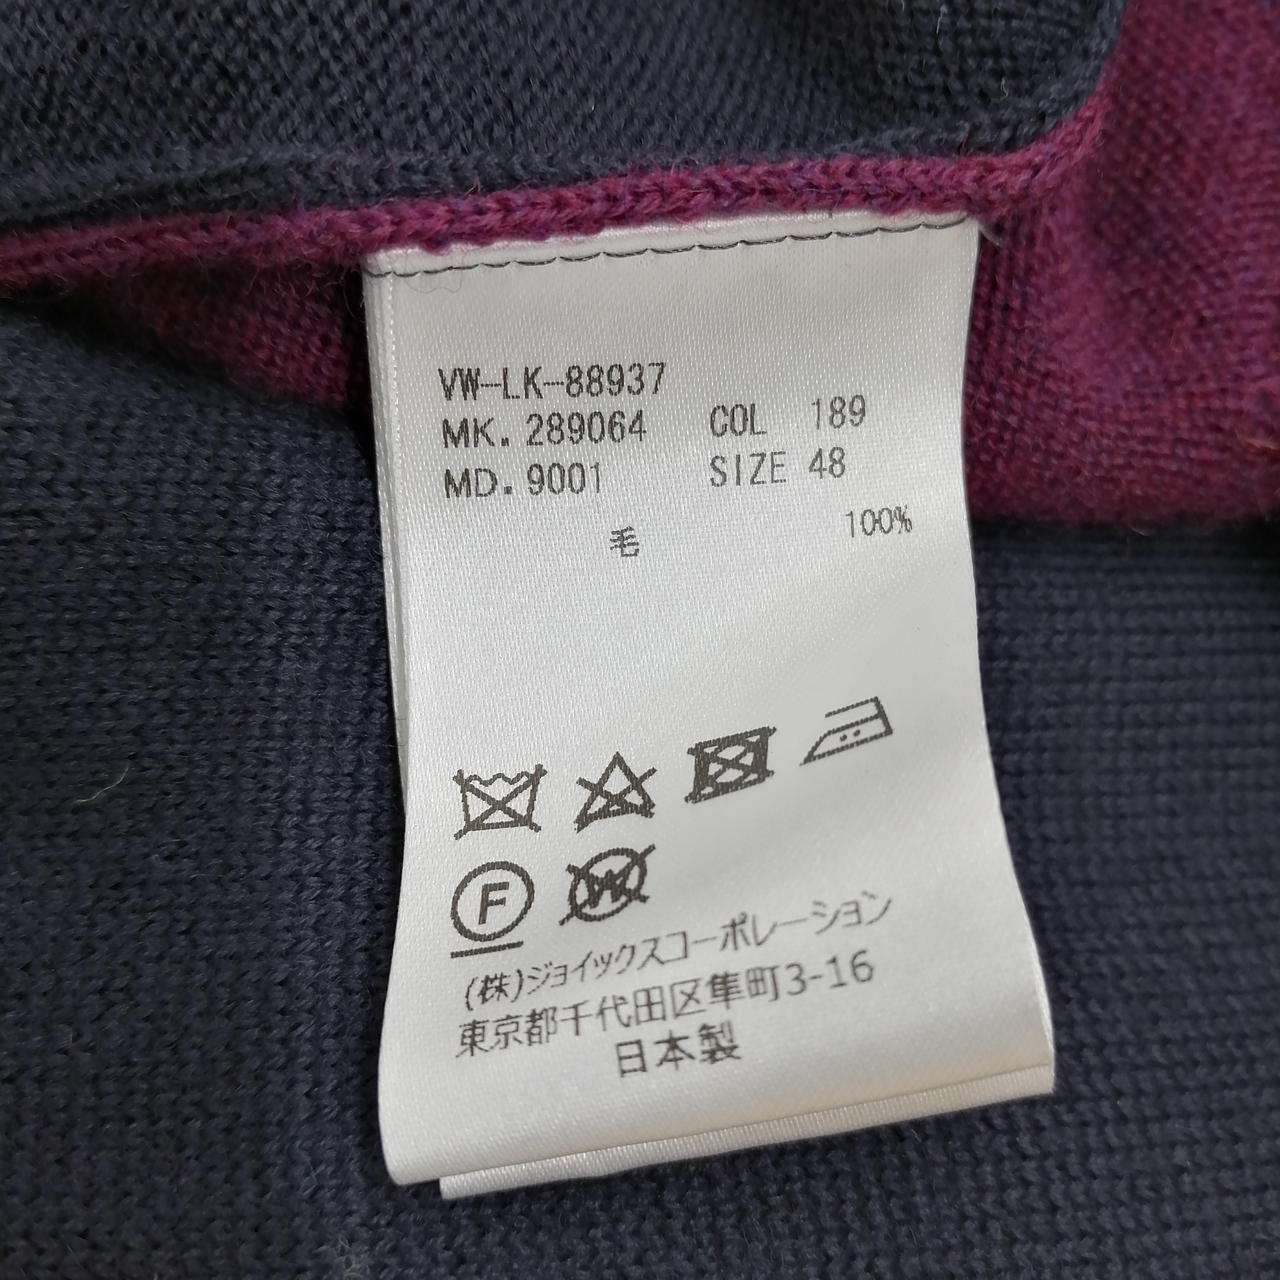 VW-LK-88937
MK. 289064 COL 189
MD. 9001 SIZE 48
毛 100%
F
W
(株)ジョイックスコーポレーション
東京都千代田区隼町3-16
日本製